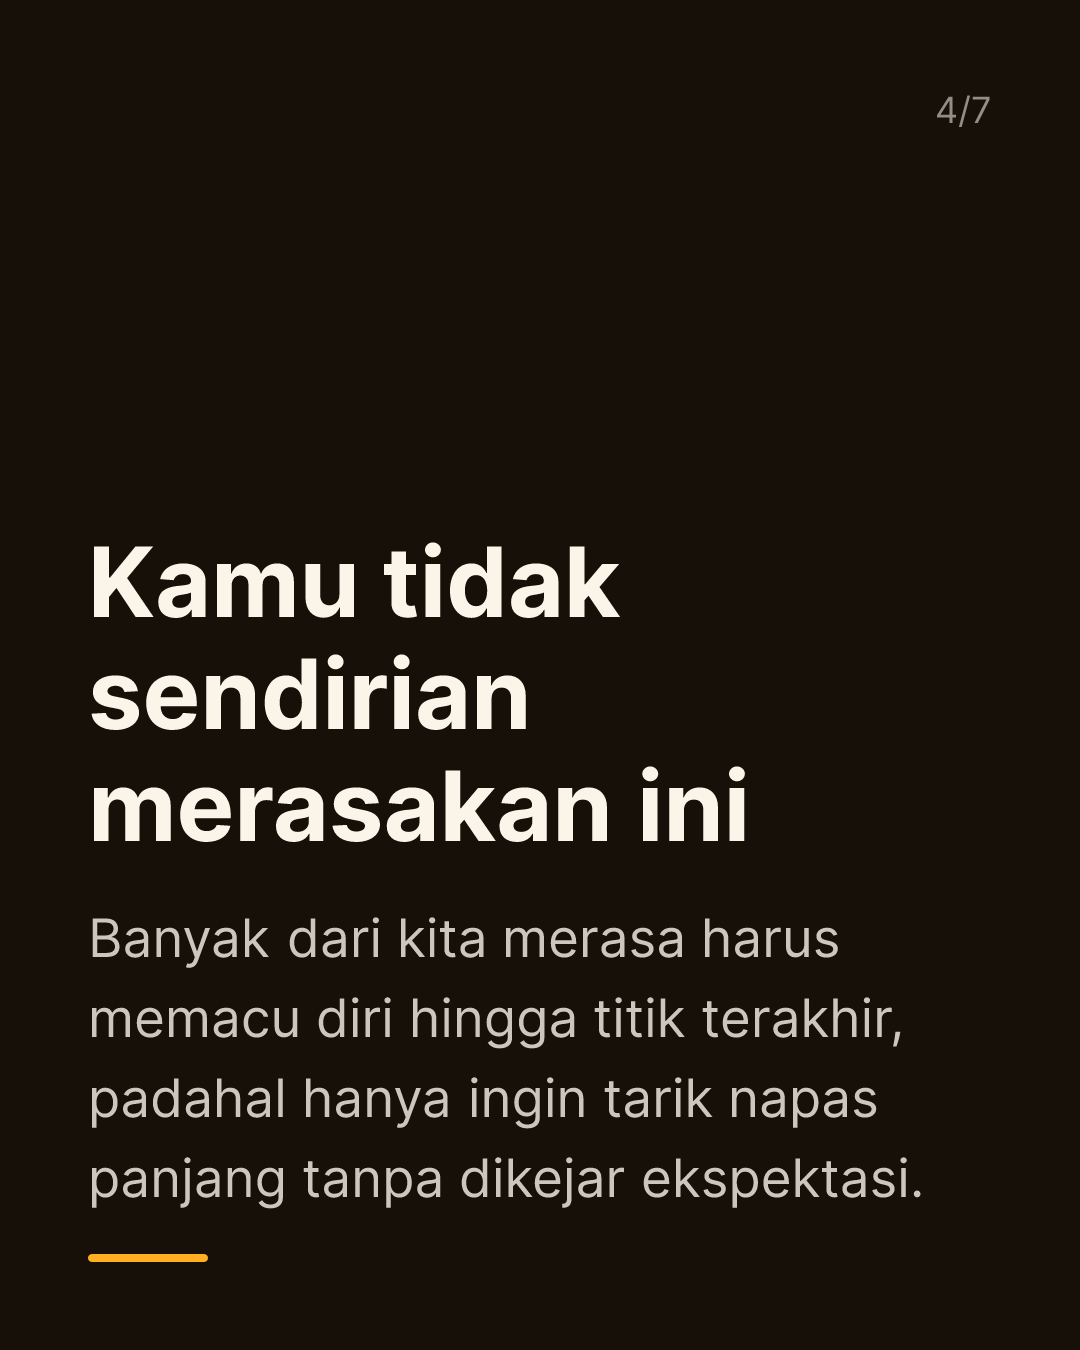 4/7
Kamu tidak
sendirian
merasakan ini
Banyak dari kita merasa harus
memacu diri hingga titik terakhir,
padahal hanya ingin tarik napas
panjang tanpa dikejar ekspektasi.